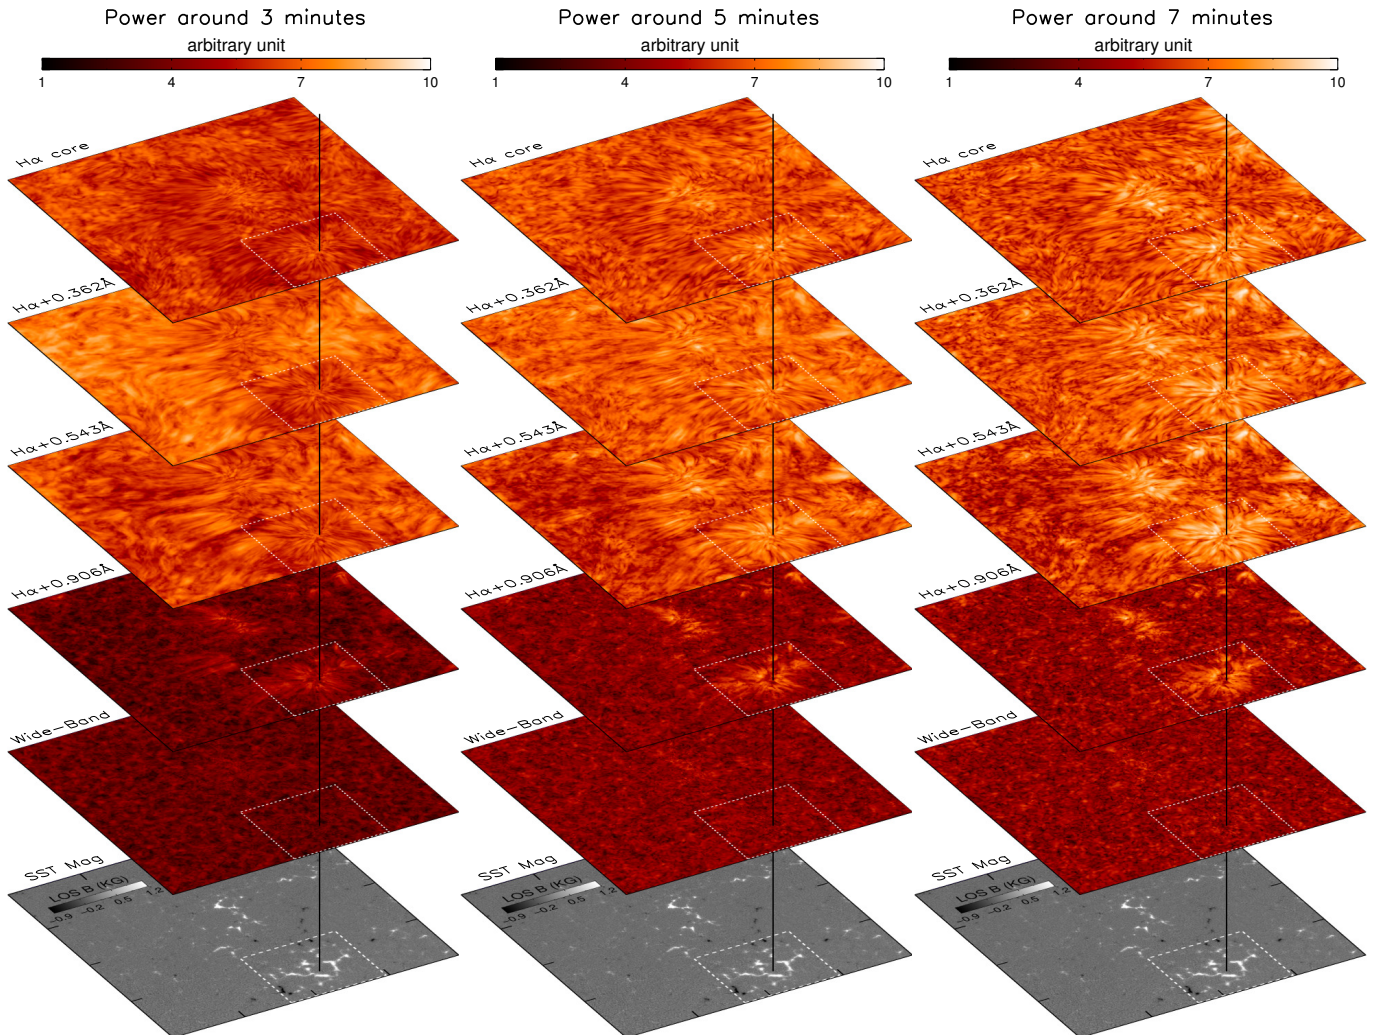 Power around 3 minutes
arbitrary unit
1 4 7 10
Hα core
Hα+0.362Å
Hα+0.543Å
Hα+0.906Å
Wide-Band
SST Mag
LOS B (KG)
-0.9 -0.2 0.5 1.2
Power around 5 minutes
arbitrary unit
1 4 7 10
Hα core
Hα+0.362Å
Hα+0.543Å
Hα+0.906Å
Wide-Band
SST Mag
LOS B (KG)
-0.9 -0.2 0.5 1.2
Power around 7 minutes
arbitrary unit
1 4 7 10
Hα core
Hα+0.362Å
Hα+0.543Å
Hα+0.906Å
Wide-Band
SST Mag
LOS B (KG)
-0.9 -0.2 0.5 1.2